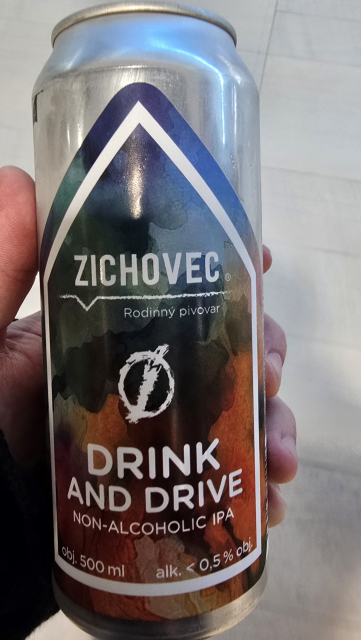 ZICHOVEC®
Rodinný pivovar
DRINK
AND DRIVE
NON-ALCOHOLIC IPA
obj. 500 ml alk. < 0,5 % obj.